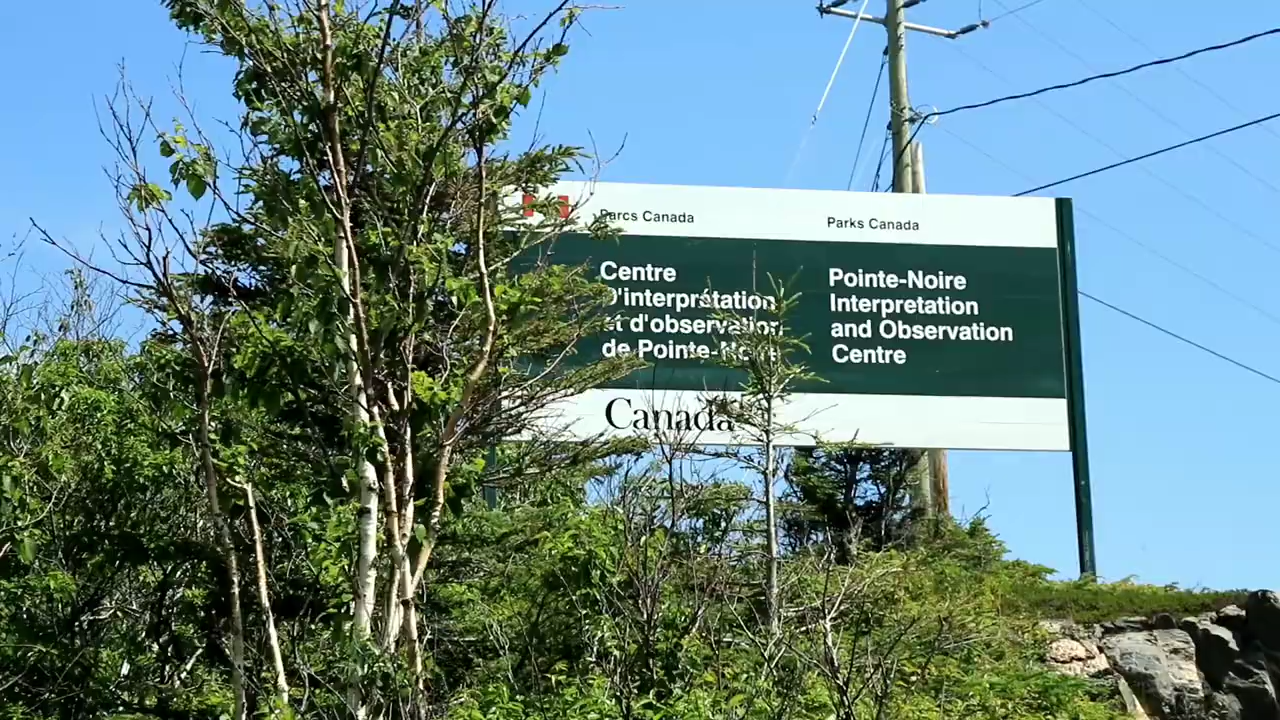 Parcs Canada
Parks Canada
Centre
D'interprétation
et d'observation
de Pointe-Noire
Pointe-Noire
Interpretation
and Observation
Centre
Canada